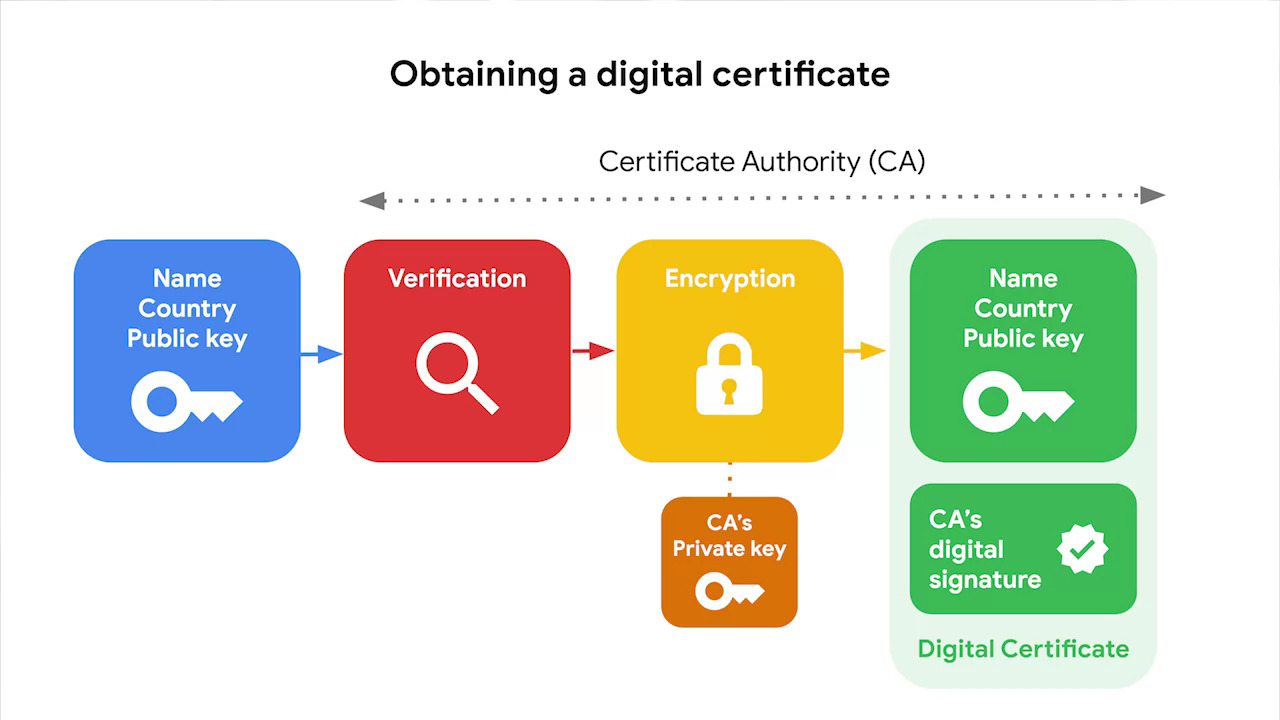 Obtaining a digital certificate
Certificate Authority (CA)
Name
Country
Public key
Verification
Encryption
Name
Country
Public key
CA’s
Private key
CA’s
digital
signature
Digital Certificate